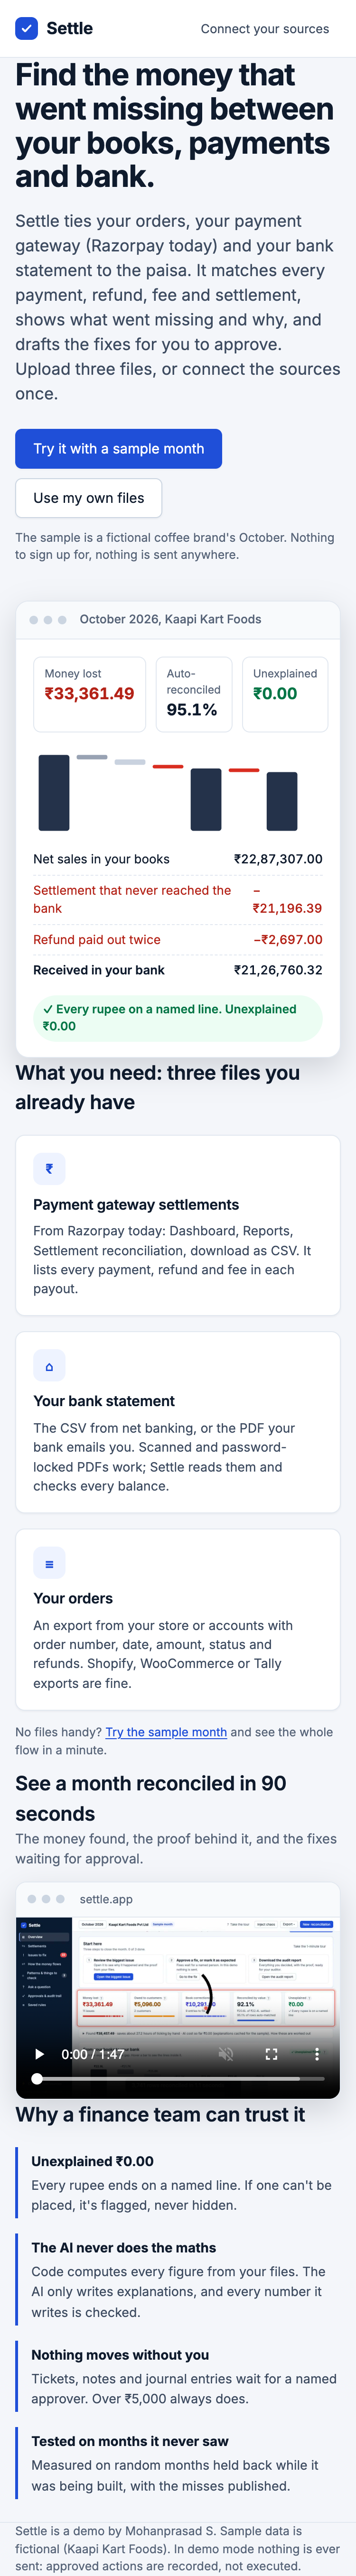 Settle
Connect your sources
Find the money that
went missing between
your books, payments
and bank.
Settle ties your orders, your payment
gateway (Razorpay today) and your bank
statement to the paisa. It matches every
payment, refund, fee and settlement,
shows what went missing and why, and
drafts the fixes for you to approve.
Upload three files, or connect the sources
once.
Try it with a sample month
Use my own files
The sample is a fictional coffee brand's October. Nothing
to sign up for, nothing is sent anywhere.
October 2026, Kaapi Kart Foods
Money lost
₹33,361.49
Auto-
reconciled
95.1%
Unexplained
₹0.00
Net sales in your books ₹22,87,307.00
Settlement that never reached the
bank
−
₹21,196.39
Refund paid out twice −₹2,697.00
Received in your bank ₹21,26,760.32
✓ Every rupee on a named line. Unexplained
₹0.00
What you need: three files you
already have
₹
Payment gateway settlements
From Razorpay today: Dashboard, Reports,
Settlement reconciliation, download as CSV. It
lists every payment, refund and fee in each
payout.
Your bank statement
The CSV from net banking, or the PDF your
bank emails you. Scanned and password-
locked PDFs work; Settle reads them and
checks every balance.
Your orders
An export from your store or accounts with
order number, date, amount, status and
refunds. Shopify, WooCommerce or Tally
exports are fine.
No files handy? Try the sample month and see the whole
flow in a minute.
See a month reconciled in 90
seconds
The money found, the proof behind it, and the fixes
waiting for approval.
settle.app
Settle
Overview
Start here
₹33,361.49
₹5,096.00
92.1%
₹0.00
0:00 / 1:47
Why a finance team can trust it
Unexplained ₹0.00
Every rupee ends on a named line. If one can't be
placed, it's flagged, never hidden.
The AI never does the maths
Code computes every figure from your files. The
AI only writes explanations, and every number it
writes is checked.
Nothing moves without you
Tickets, notes and journal entries wait for a named
approver. Over ₹5,000 always does.
Tested on months it never saw
Measured on random months held back while it
was being built, with the misses published.
Settle is a demo by Mohanprasad S. Sample data is
fictional (Kaapi Kart Foods). In demo mode nothing is ever
sent: approved actions are recorded, not executed.